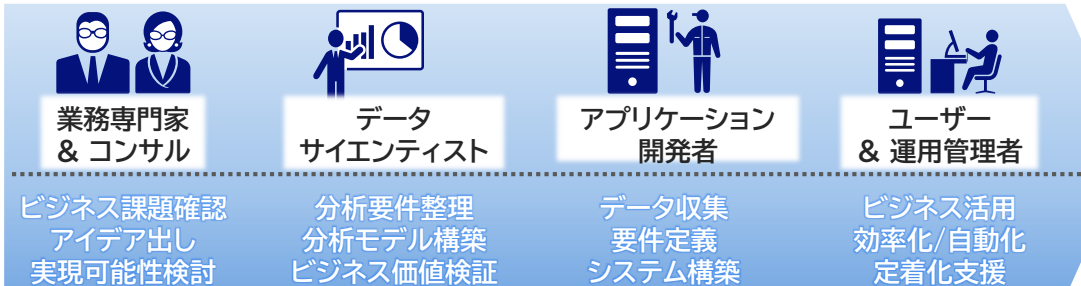 業務専門家
& コンサル
データ
サイエンティスト
アプリケーション
開発者
ユーザー
& 運用管理者
ビジネス課題確認
アイデア出し
実現可能性検討
分析要件整理
分析モデル構築
ビジネス価値検証
データ収集
要件定義
システム構築
ビジネス活用
効率化/自動化
定着化支援